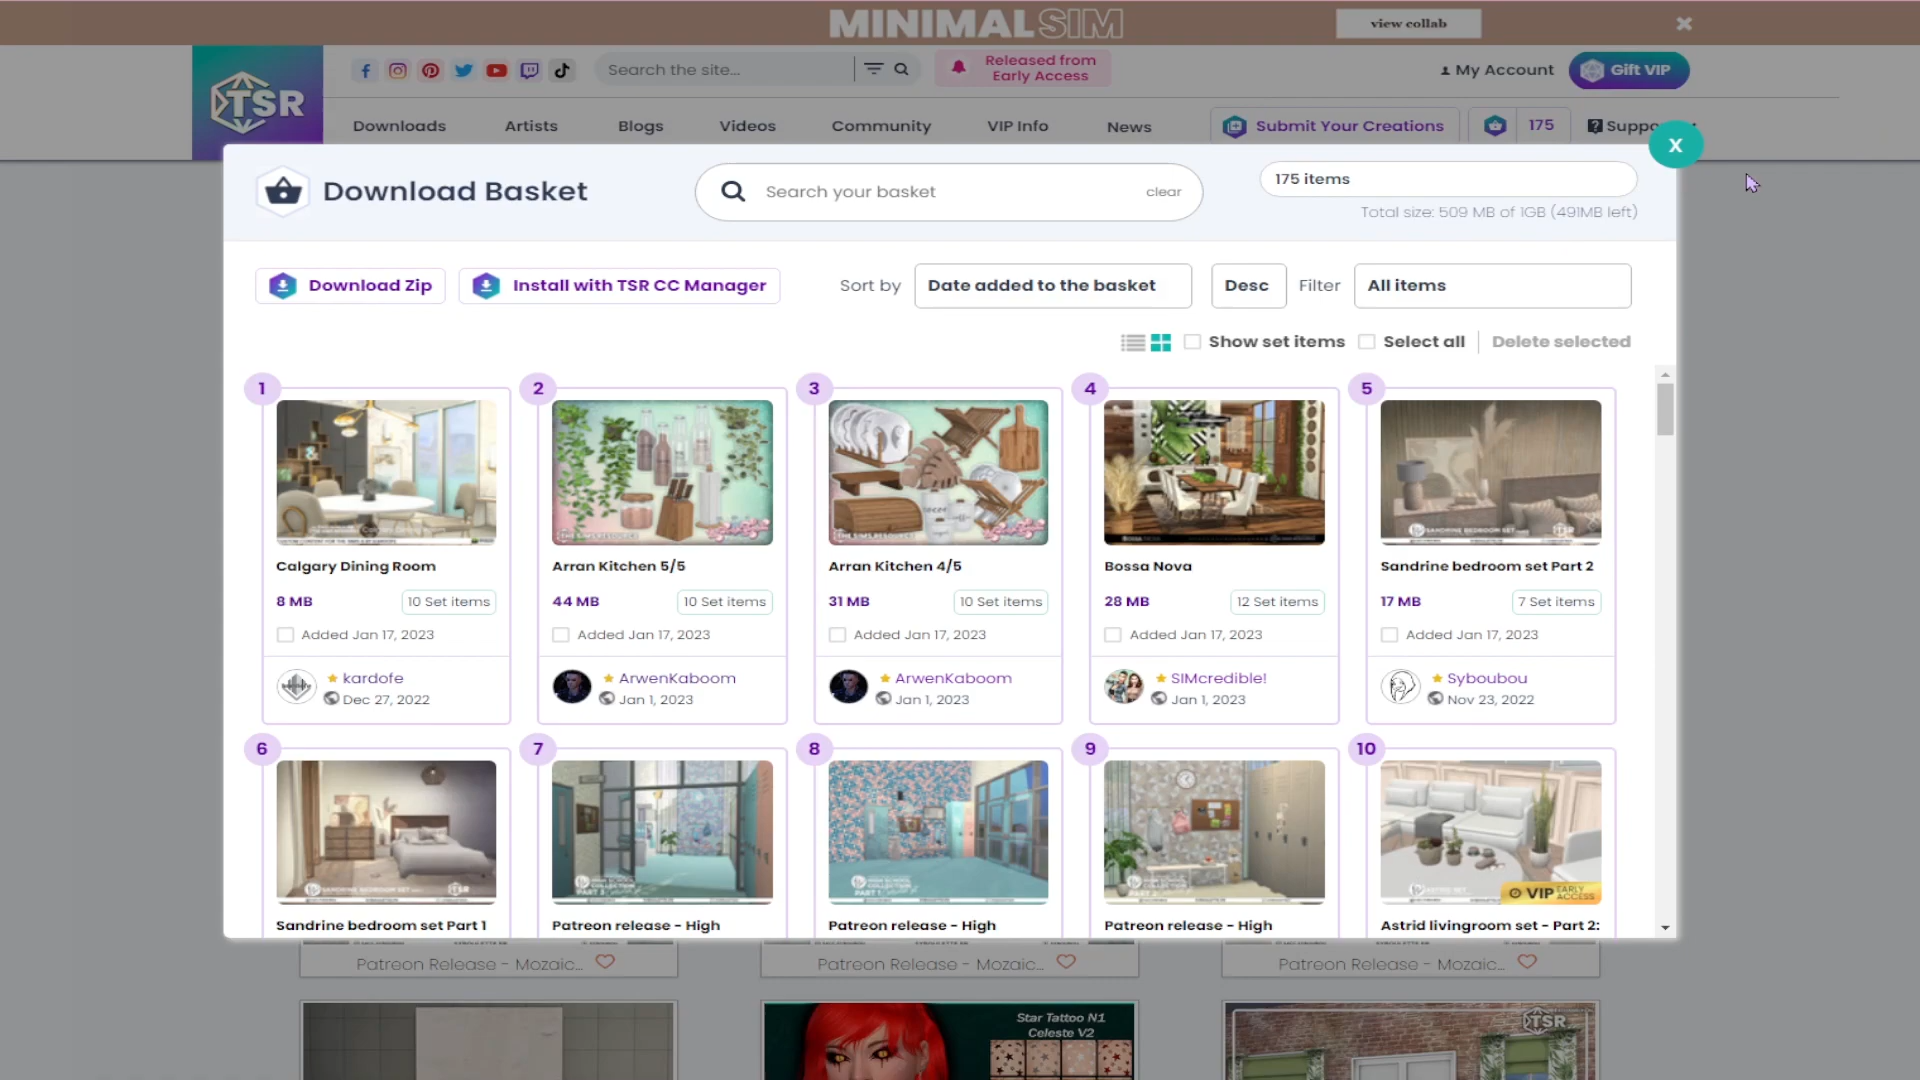 MINIMALSIM
view collab
Search the site...
Released from
Early Access
My Account
Gift VIP
TSR
Downloads
Artists
Blogs
Videos
Community
VIP Info
News
Submit Your Creations
175
X
Download Basket
Search your basket
clear
175 items
Total size: 509 MB of 1GB (491MB left)
Download Zip
Install with TSR CC Manager
Sort by
Date added to the basket
Desc
Filter
All items
Show set items
Select all
Delete selected
1
2
3
4
5
Calgary Dining Room
Arran Kitchen 5/5
Arran Kitchen 4/5
Bossa Nova
Sandrine bedroom set Part 2
8 MB
10 Set items
44 MB
10 Set items
31 MB
10 Set items
28 MB
12 Set items
17 MB
7 Set items
Added Jan 17, 2023
Added Jan 17, 2023
Added Jan 17, 2023
Added Jan 17, 2023
Added Jan 17, 2023
kardofe
ArwenKaboom
ArwenKaboom
SIMcredible!
Syboubou
Dec 27, 2022
Jan 1, 2023
Jan 1, 2023
Jan 1, 2023
Nov 23, 2022
6
7
8
9
10
VIP EARLY ACCESS
Sandrine bedroom set Part 1
Patreon release - High
Patreon release - High
Patreon release - High
Astrid livingroom set - Part 2:
Patreon Release - Mozaic...
Patreon Release - Mozaic...
Patreon Release - Mozaic...
Star Tattoo N1
Celeste V2
TSR